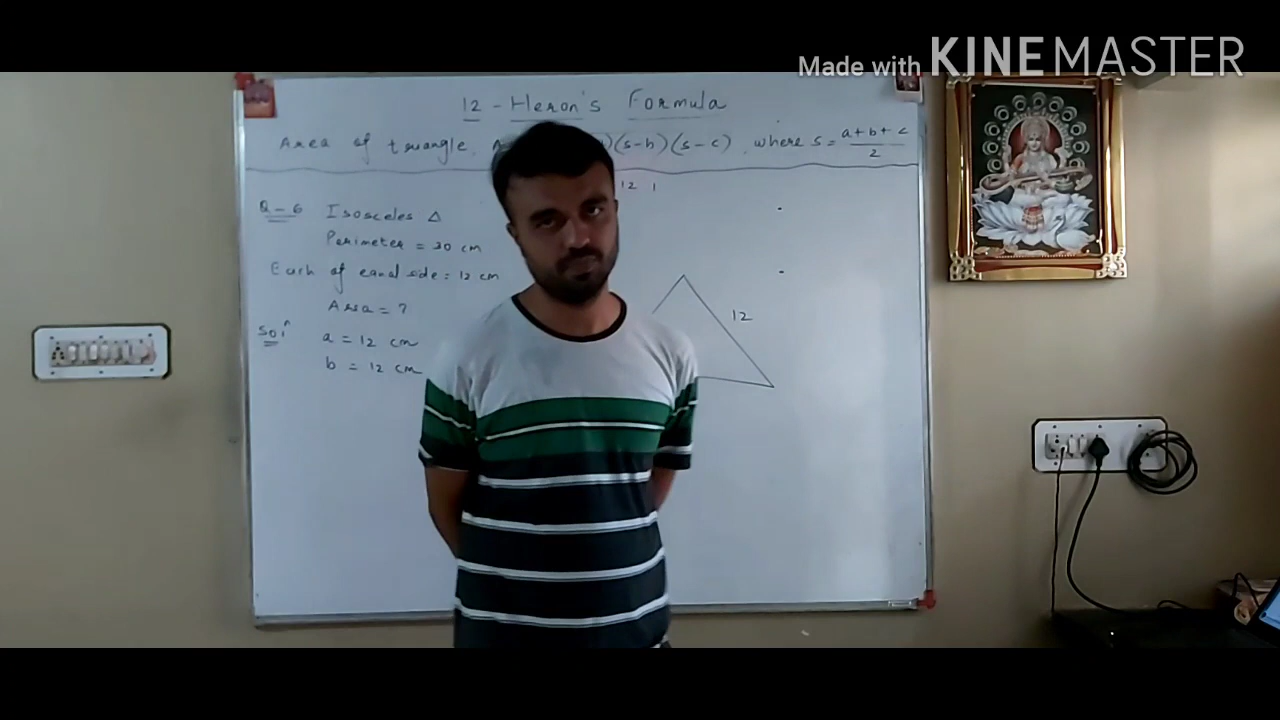 Made with KINEMASTER
12 - Heron's Formula
Area of triangle )(s-b)(s-c), where s = a+b+c / 2
12
Q-6 Isosceles Δ
Perimeter = 30 cm
Each of equal side = 12 cm
Area = ?
12
Solⁿ a = 12 cm
b = 12 cm